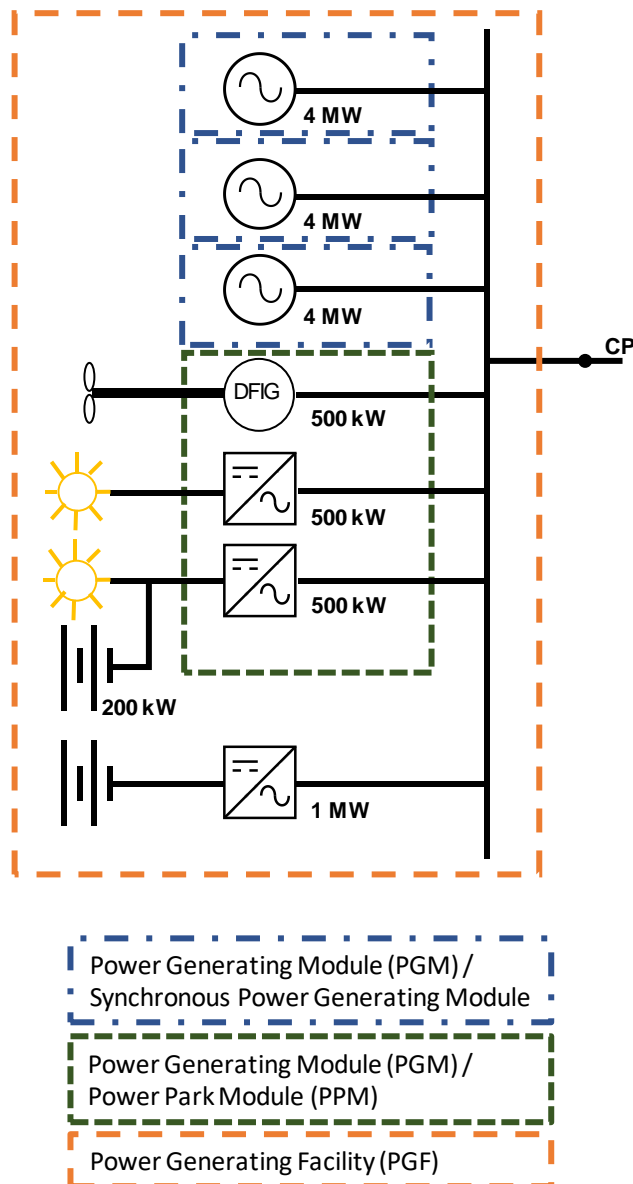 4 MW
4 MW
4 MW
CP
DFIG
500 kW
500 kW
500 kW
200 kW
1 MW
Power Generating Module (PGM) /
Synchronous Power Generating Module
Power Generating Module (PGM) /
Power Park Module (PPM)
Power Generating Facility (PGF)